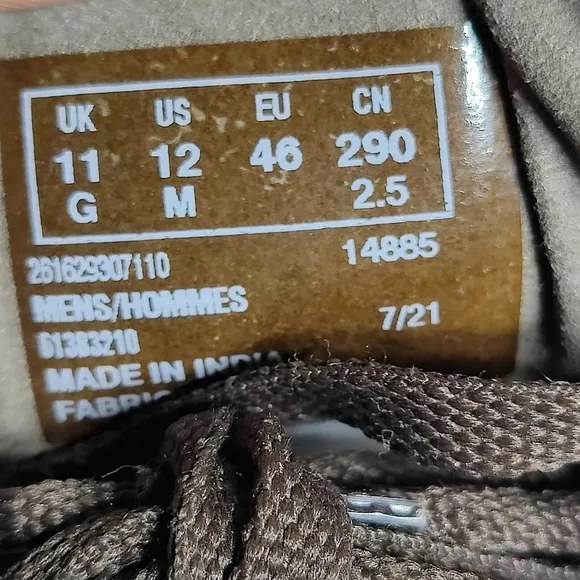 UK US EU CN
11 12 46 290
G M 2.5
261629307110 14885
MENS/HOMMES 7/21
61383210
MADE IN INDIA